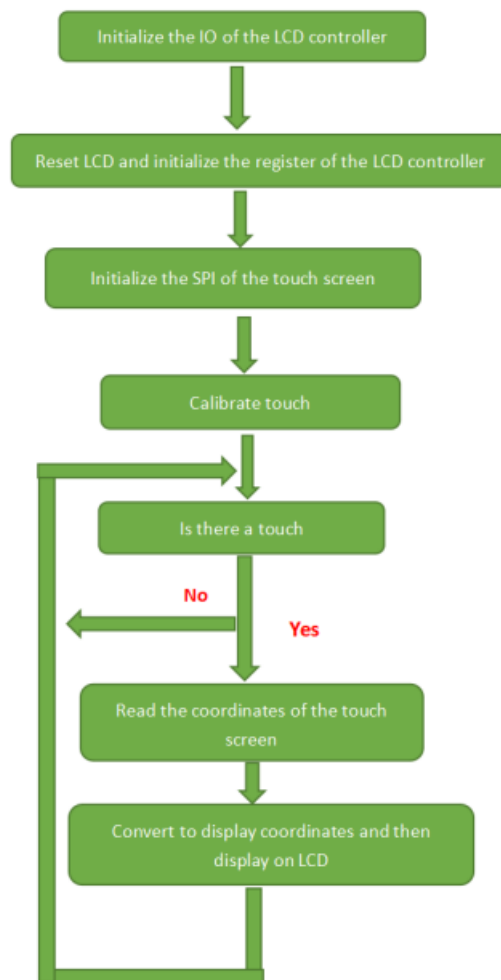 Initialize the IO of the LCD controller
Reset LCD and initialize the register of the LCD controller
Initialize the SPI of the touch screen
Calibrate touch
Is there a touch
No
Yes
Read the coordinates of the touch
screen
Convert to display coordinates and then
display on LCD